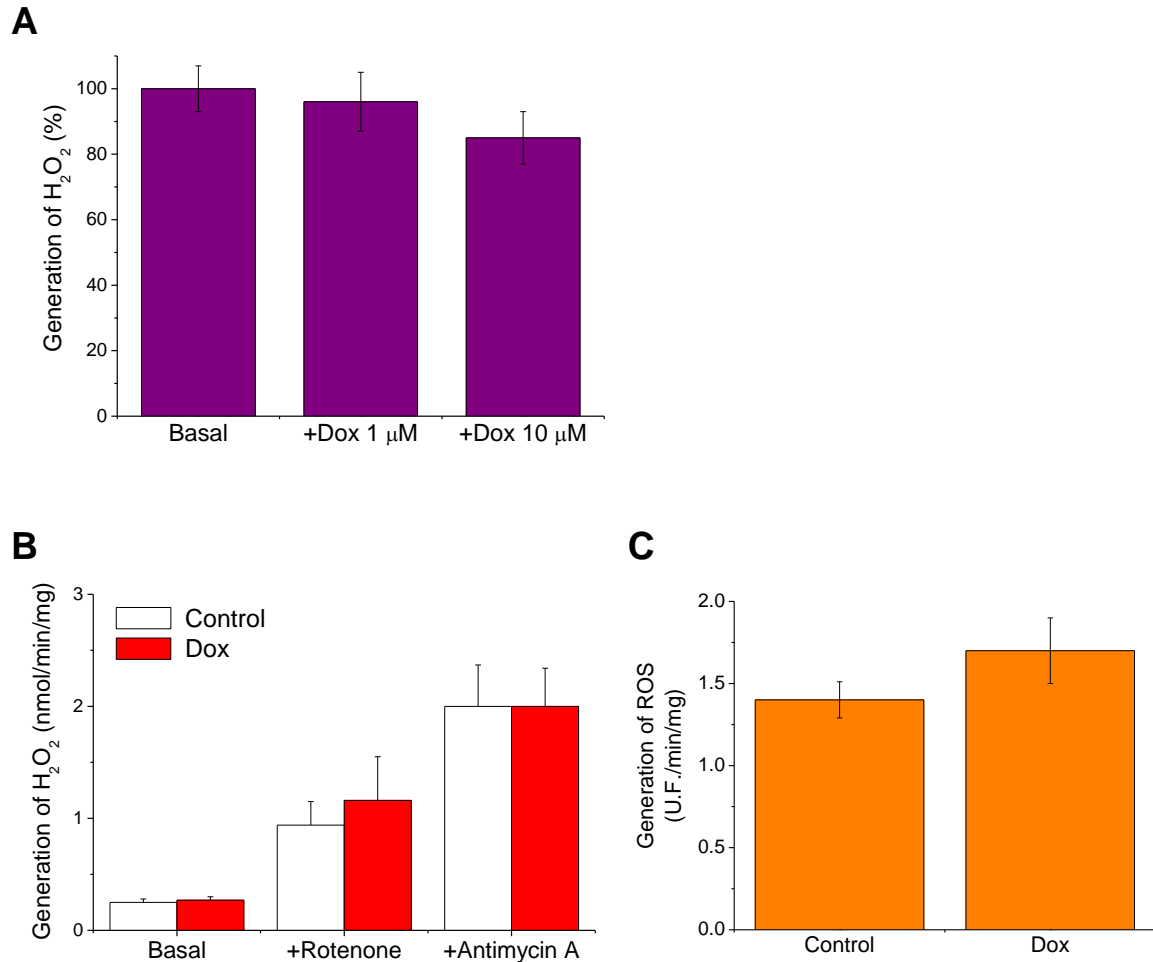 A
Generation of H₂O₂ (%)
100
80
60
40
20
0
Basal
+Dox 1 μM
+Dox 10 μM
B
Generation of H₂O₂ (nmol/min/mg)
3
2
1
0
Control
Dox
Basal
+Rotenone
+Antimycin A
C
Generation of ROS
(U.F./min/mg)
2.0
1.5
1.0
0.5
0.0
Control
Dox